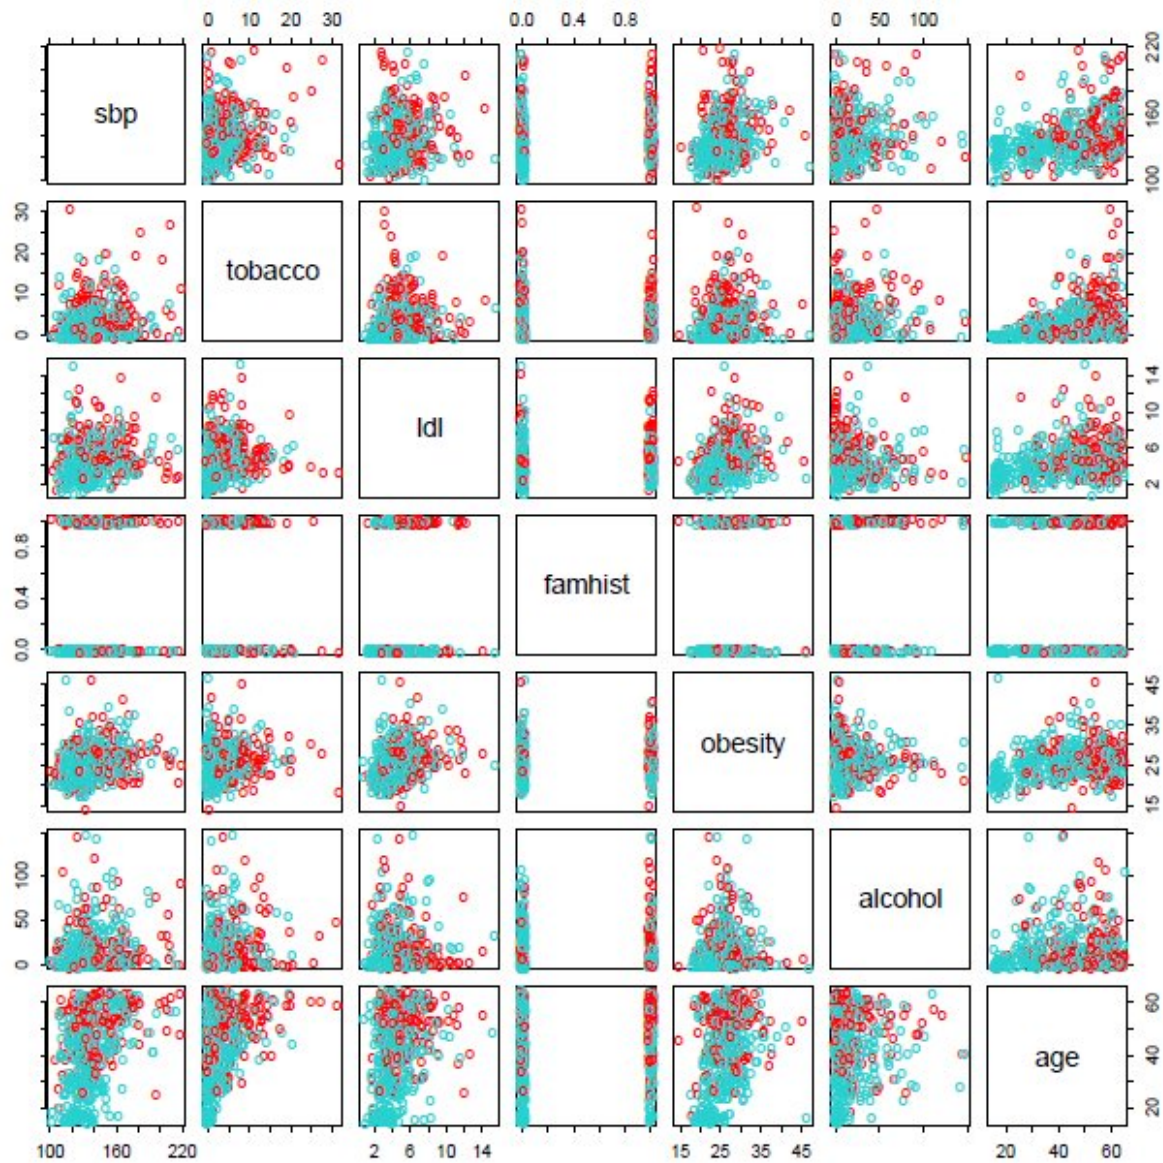 0 10 20 30 0.0 0.4 0.8 0 50 100
sbp 100 160 220
0 10 20 30 tobacco
ldl 2 6 10 14
0.0 0.4 0.8 famhist
obesity 15 25 35 45
0 50 100 alcohol
age 20 40 60
100 160 220 2 6 10 14 15 25 35 45 20 40 60